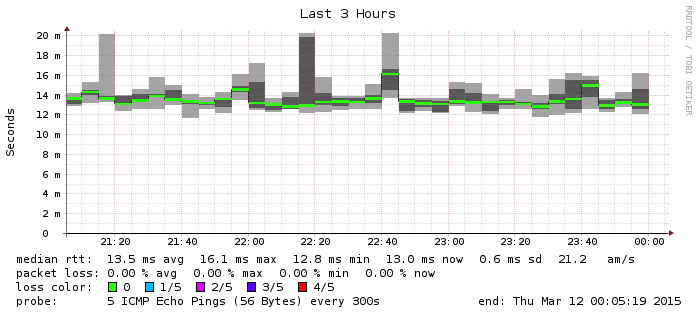 Last 3 Hours
RRDTOOL / TOBI OETIKER
Seconds
20 m
18 m
16 m
14 m
12 m
10 m
8 m
6 m
4 m
2 m
0
21:20 21:40 22:00 22:20 22:40 23:00 23:20 23:40 00:00
median rtt: 13.5 ms avg 16.1 ms max 12.8 ms min 13.0 ms now 0.6 ms sd 21.2 am/s
packet loss: 0.00 % avg 0.00 % max 0.00 % min 0.00 % now
loss color: 0 1/5 2/5 3/5 4/5
probe: 5 ICMP Echo Pings (56 Bytes) every 300s end: Thu Mar 12 00:05:19 2015